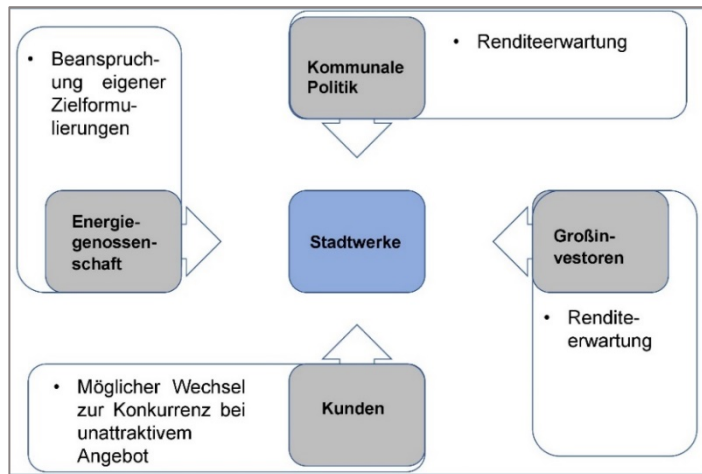 • Beanspruch-
ung eigener
Zielformu-
lierungen
Kommunale
Politik
• Renditeerwartung
Energie-
genossen-
schaft
Stadtwerke
Großin-
vestoren
• Rendite-
erwartung
• Möglicher Wechsel
zur Konkurrenz bei
unattraktivem
Angebot
Kunden